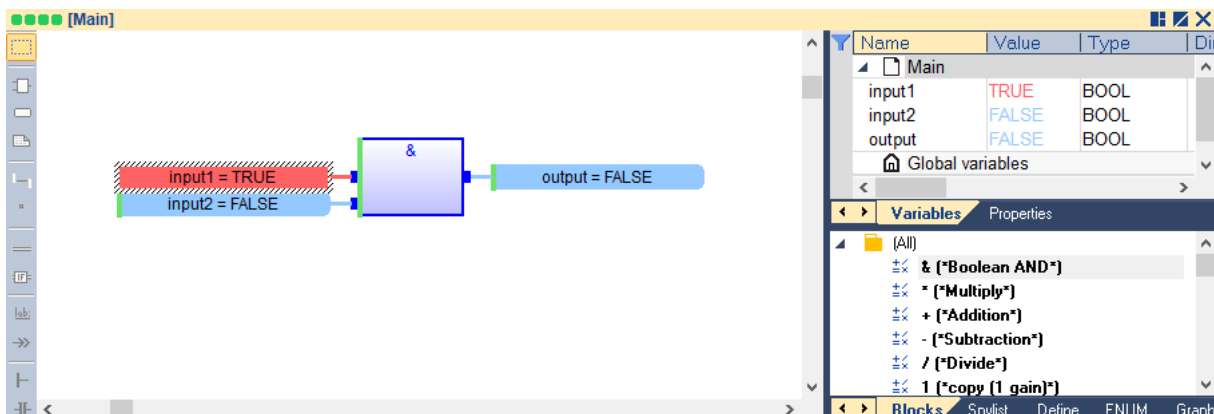 [Main]
Name Value Type Di
Main
input1 TRUE BOOL
input2 FALSE BOOL
output FALSE BOOL
Global variables
Variables Properties
&
input1 = TRUE
input2 = FALSE
output = FALSE
(All)
& (*Boolean AND*)
* (*Multiply*)
+ (*Addition*)
- (*Subtraction*)
/ (*Divide*)
1 (*copy (1 gain)*)
Blocks Spylist Define ENUM Graph